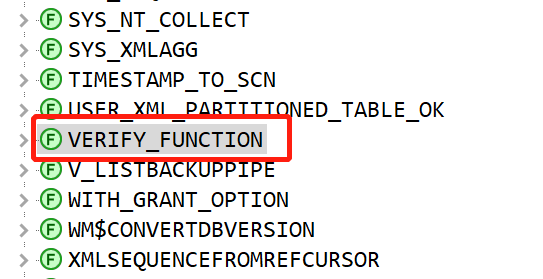 SYS_NT_COLLECT
SYS_XMLAGG
TIMESTAMP_TO_SCN
USER_XML_PARTITIONED_TABLE_OK
VERIFY_FUNCTION
V_LISTBACKUPPIPE
WITH_GRANT_OPTION
WM$CONVERTDBVERSION
XMLSEQUENCEFROMREFCURSOR